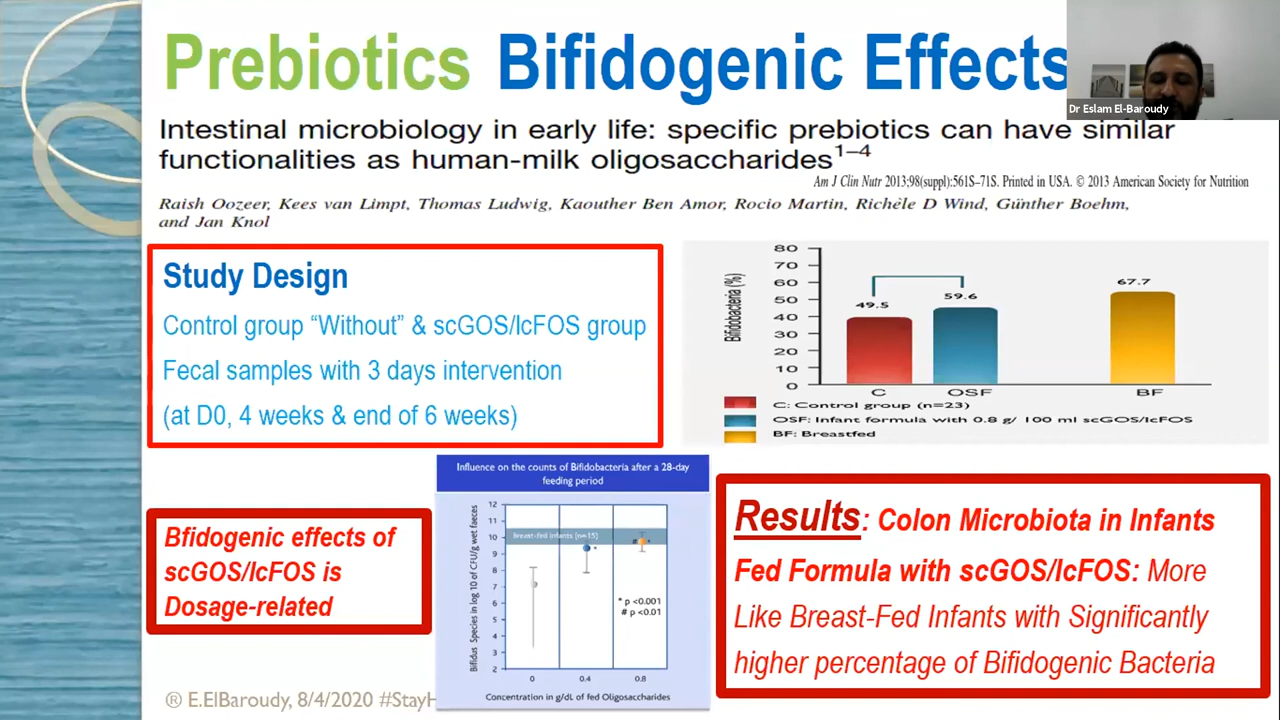 Prebiotics Bifidogenic Effects
Dr Eslam El-Baroudy
Intestinal microbiology in early life: specific prebiotics can have similar
functionalities as human-milk oligosaccharides1–4
Am J Clin Nutr 2013;98(suppl):561S–71S. Printed in USA. © 2013 American Society for Nutrition
Raish Oozeer, Kees van Limpt, Thomas Ludwig, Kaouther Ben Amor, Rocio Martin, Richèle D Wind, Günther Boehm,
and Jan Knol
Study Design
Control group “Without” & scGOS/lcFOS group
Fecal samples with 3 days intervention
(at D0, 4 weeks & end of 6 weeks)
Bifidobacteria (%)
80
70
60
50
40
30
20
10
0
49.5
59.6
67.7
C OSF BF
C: Control group (n=23)
OSF: Infant formula with 0.8 g/ 100 ml scGOS/lcFOS
BF: Breastfed
Bfidogenic effects of
scGOS/lcFOS is
Dosage-related
Influence on the counts of Bifidobacteria after a 28-day
feeding period
Bifidus Species in log 10 of CFU/g wet faeces
12
11
10
9
8
7
6
5
4
3
2
Breast-fed infants (n=15)
* p <0.001
# p <0.01
0 0.4 0.8
Concentration in g/dL of fed Oligosaccharides
Results: Colon Microbiota in Infants
Fed Formula with scGOS/lcFOS: More
Like Breast-Fed Infants with Significantly
higher percentage of Bifidogenic Bacteria
® E.ElBaroudy, 8/4/2020 #StayH